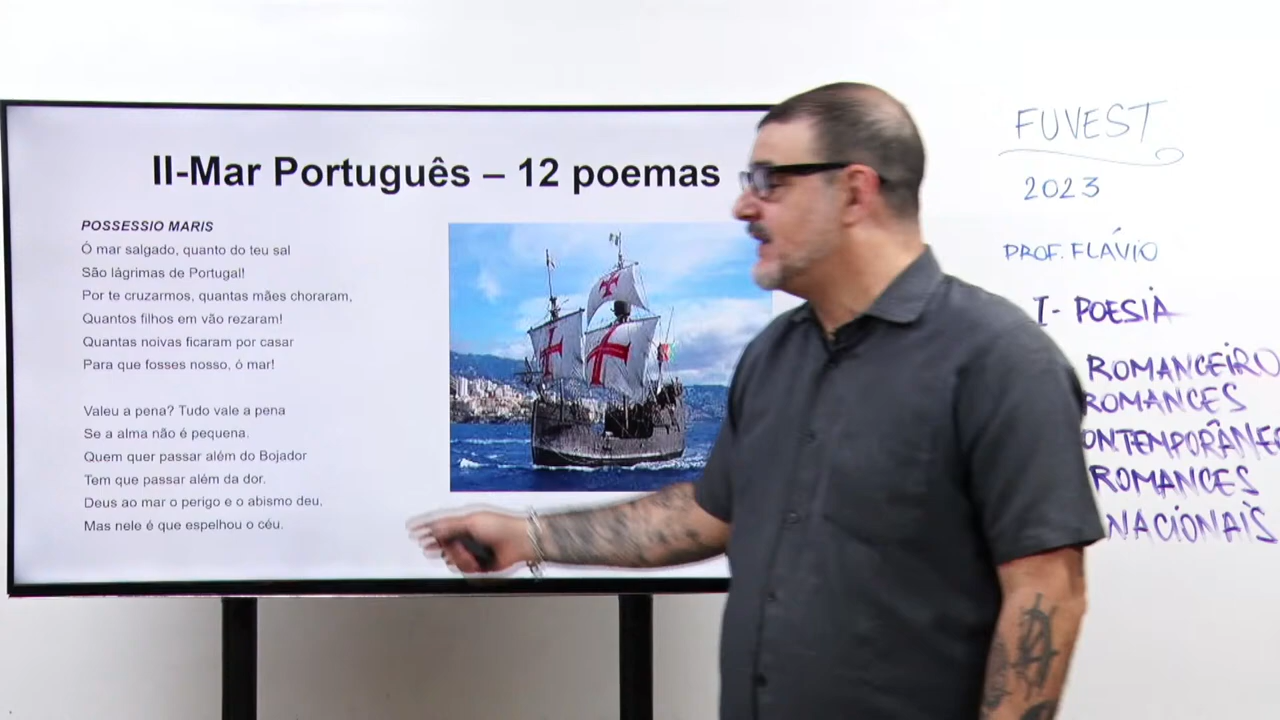 II-Mar Português – 12 poemas
POSSESSIO MARIS
Ó mar salgado, quanto do teu sal
São lágrimas de Portugal!
Por te cruzarmos, quantas mães choraram,
Quantos filhos em vão rezaram!
Quantas noivas ficaram por casar
Para que fosses nosso, ó mar!
Valeu a pena? Tudo vale a pena
Se a alma não é pequena.
Quem quer passar além do Bojador
Tem que passar além da dor.
Deus ao mar o perigo e o abismo deu,
Mas nele é que espelhou o céu.
FUVEST
2023
PROF. FLÁVIO
I- POESIA
ROMANCEIRO
ROMANCES
ONTEMPORÂNE
ROMANCES
NACIONAIS